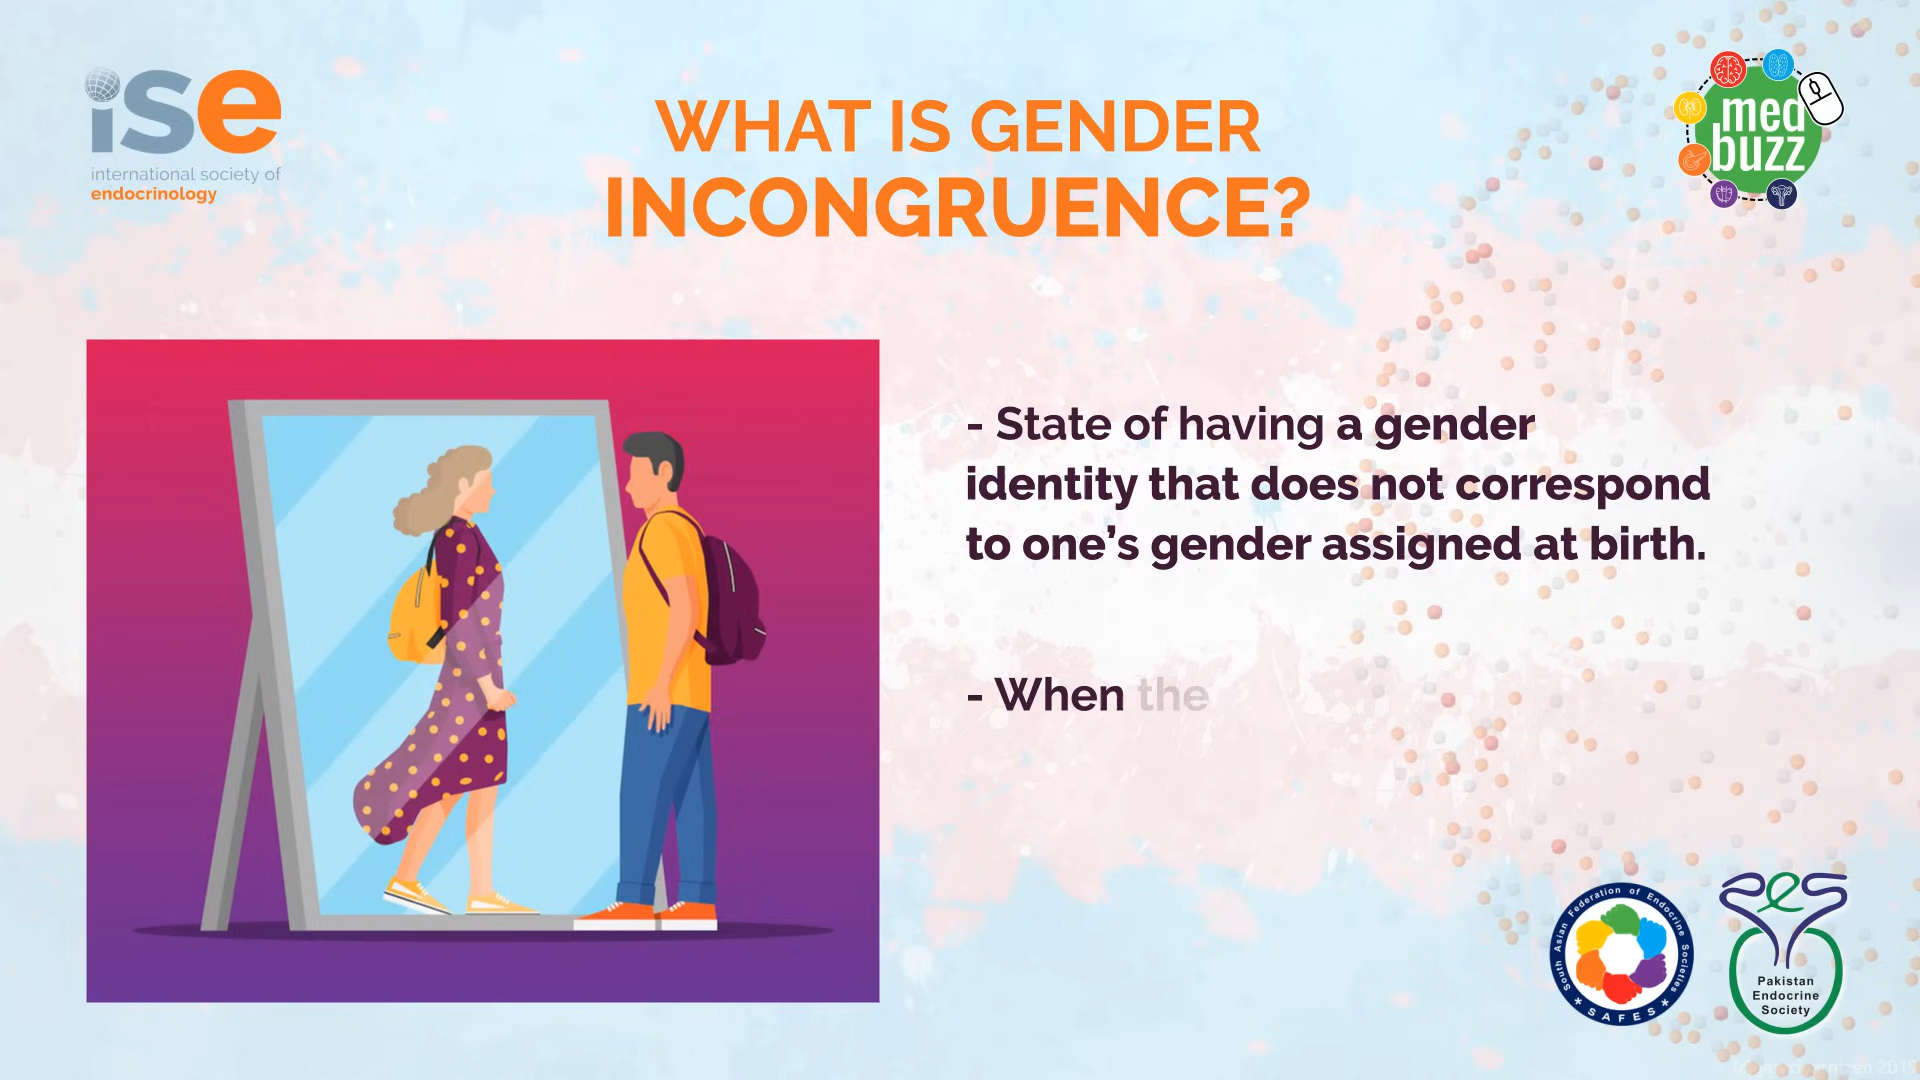 ise
international society of
endocrinology
WHAT IS GENDER
INCONGRUENCE?
med
buzz
- State of having a gender
identity that does not correspond
to one's gender assigned at birth.
- When the
South Asian Federation of Endocrine Societies
SAFES
PES
Pakistan
Endocrine
Society